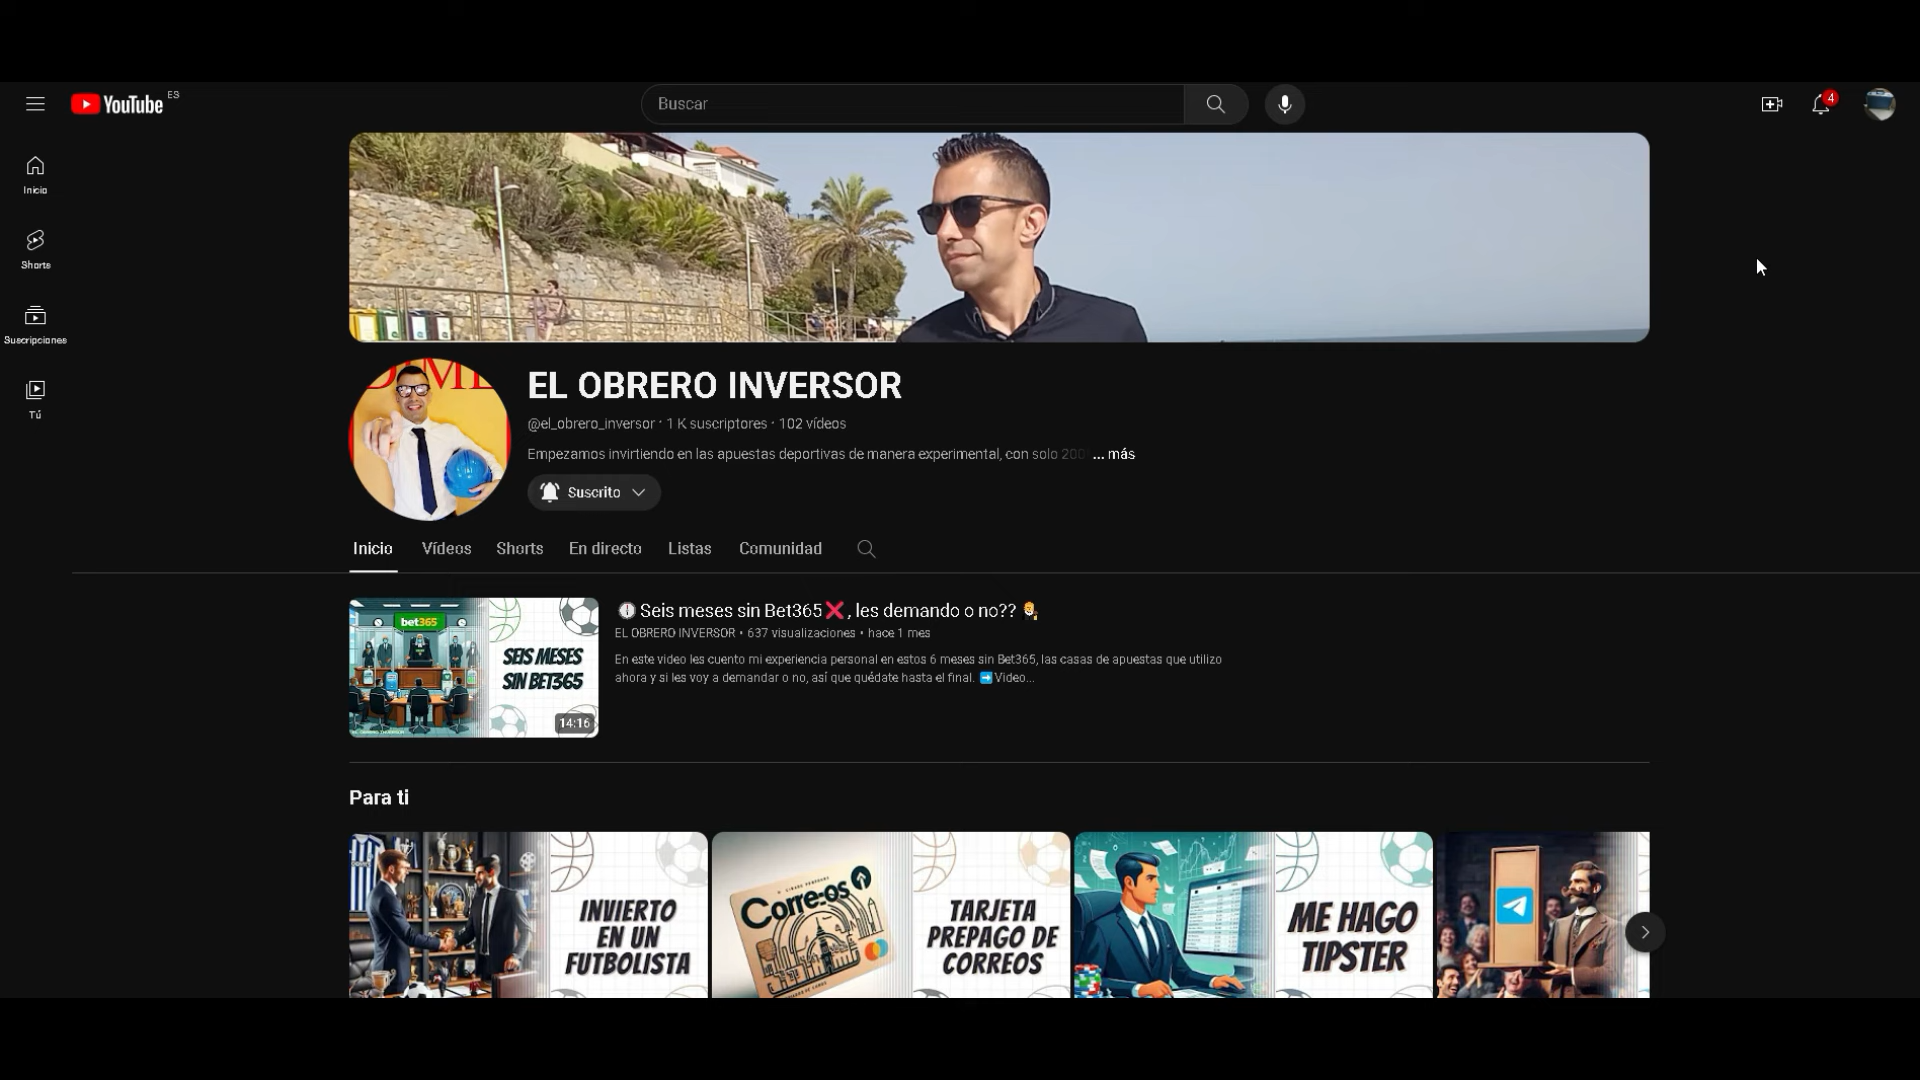 YouTube ES
Buscar
4
Inicio
Shorts
Suscripciones
Tú
DIME
EL OBRERO INVERSOR
@el_obrero_inversor · 1 K suscriptores · 102 vídeos
Empezamos invirtiendo en las apuestas deportivas de manera experimental, con solo 200 ... más
Suscrito
Inicio Vídeos Shorts En directo Listas Comunidad
bet365
SEIS MESES
SIN BET365
14:16
Seis meses sin Bet365❌, les demando o no??
EL OBRERO INVERSOR • 637 visualizaciones • hace 1 mes
En este video les cuento mi experiencia personal en estos 6 meses sin Bet365, las casas de apuestas que utilizo
ahora y si les voy a demandar o no, así que quédate hasta el final. ➡️Video...
Para ti
INVIERTO
EN UN
FUTBOLISTA
Correos
TARJETA
PREPAGO DE
CORREOS
ME HAGO
TIPSTER